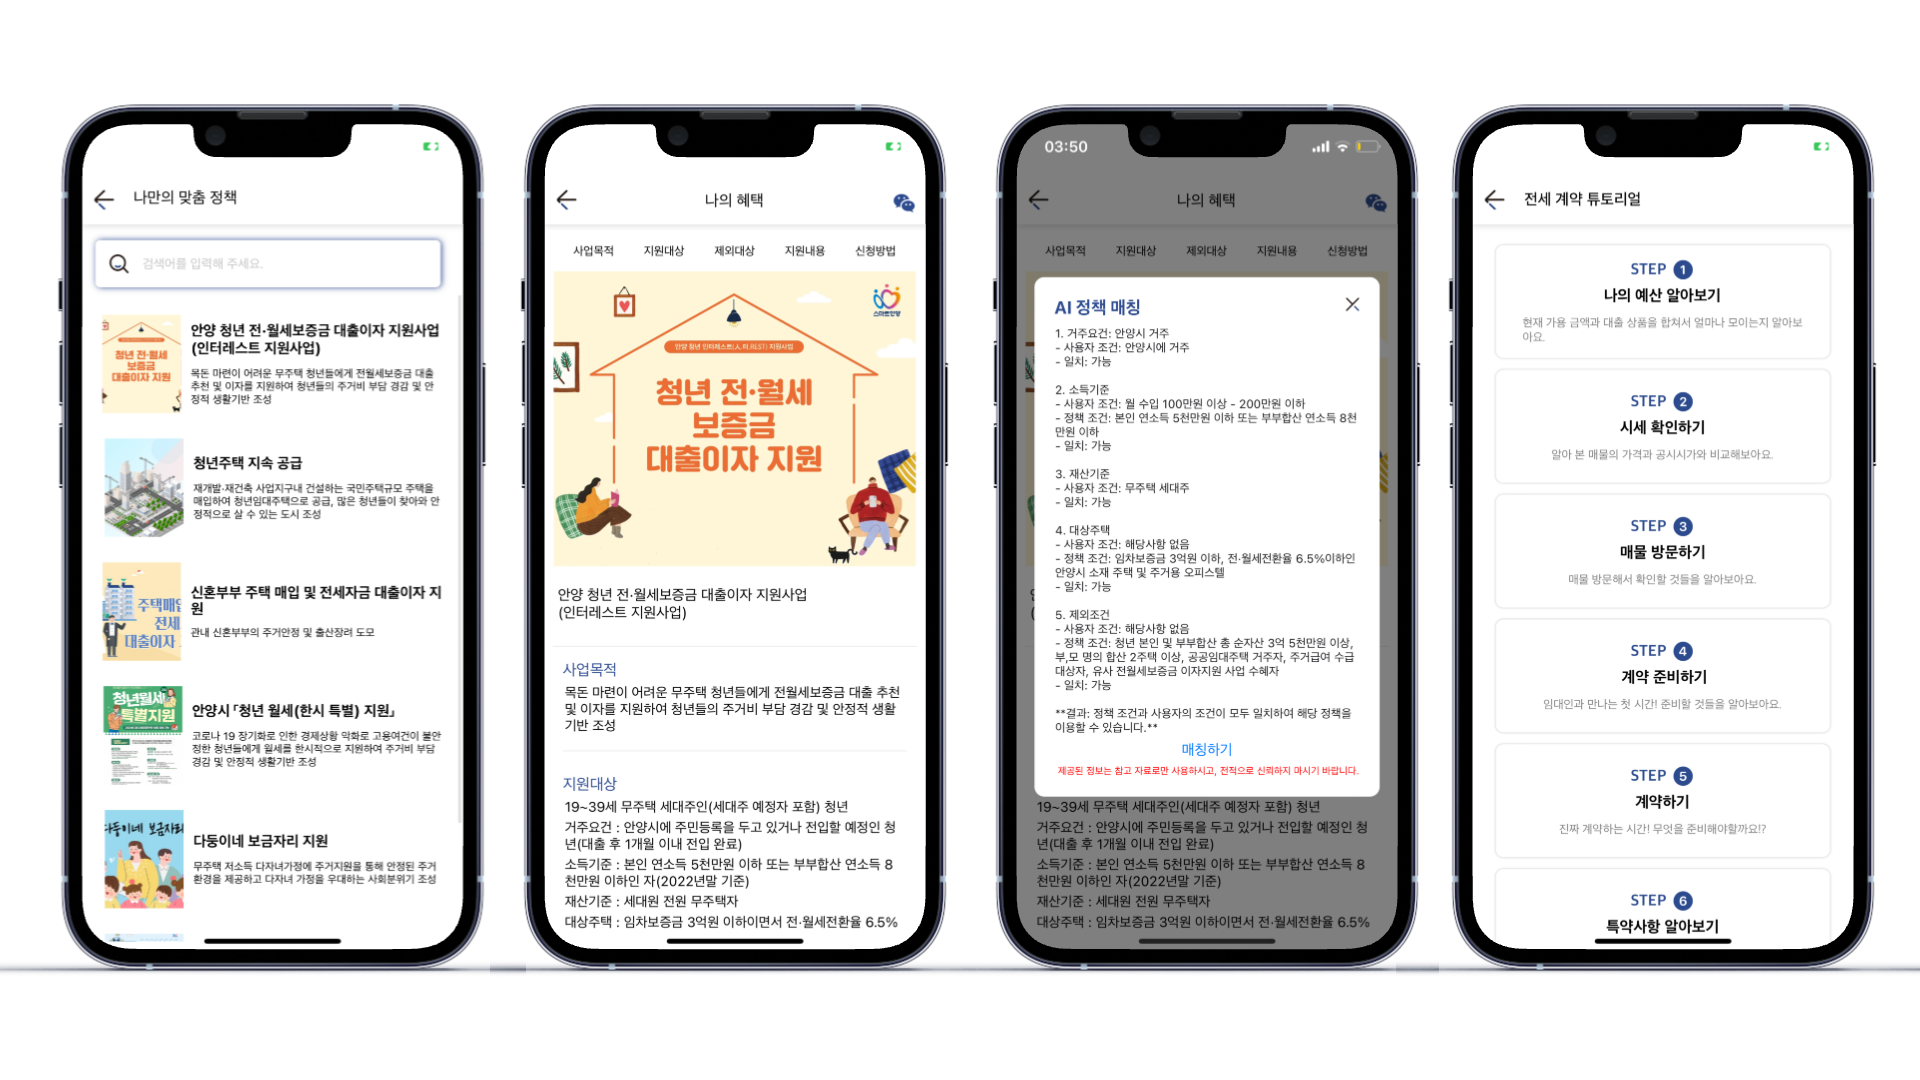 나만의 맞춤 정책
검색어를 입력해 주세요.
청년 전·월세
보증금
대출이자 지원
안양 청년 전·월세보증금 대출이자 지원사업
(인터레스트 지원사업)
목돈 마련이 어려운 무주택 청년들에게 전월세보증금 대출
추천 및 이자를 지원하여 청년들의 주거비 부담 경감 및 안
정적 생활기반 조성
청년주택 지속 공급
재개발·재건축 사업지구내 건설하는 국민주택규모 주택을
매입하여 청년임대주택으로 공급, 많은 청년들이 찾아와 안
정적으로 살 수 있는 도시 조성
주택매입
전세
대출이자
신혼부부 주택 매입 및 전세자금 대출이자 지
원
관내 신혼부부의 주거안정 및 출산장려 도모
청년월세
특별지원
안양시 「청년 월세(한시 특별) 지원」
코로나 19 장기화로 인한 경제상황 악화로 고용여건이 불안
정한 청년들에게 월세를 한시적으로 지원하여 주거비 부담
경감 및 안정적 생활기반 조성
다둥이네 보금자리
다둥이네 보금자리 지원
무주택 저소득 다자녀가정에 주거지원을 통해 안정된 주거
환경을 제공하고 다자녀 가정을 우대하는 사회분위기 조성
나의 혜택
사업목적 지원대상 제외대상 지원내용 신청방법
스마트안양
청년 전·월세
보증금
대출이자 지원
안양 청년 전·월세보증금 대출이자 지원사업
(인터레스트 지원사업)
사업목적
목돈 마련이 어려운 무주택 청년들에게 전월세보증금 대출 추천
및 이자를 지원하여 청년들의 주거비 부담 경감 및 안정적 생활
기반 조성
지원대상
19~39세 무주택 세대주인(세대주 예정자 포함) 청년
거주요건 : 안양시에 주민등록을 두고 있거나 전입할 예정인 청
년(대출 후 1개월 이내 전입 완료)
소득기준 : 본인 연소득 5천만원 이하 또는 부부합산 연소득 8
천만원 이하인 자(2022년말 기준)
재산기준 : 세대원 전원 무주택자
대상주택 : 임차보증금 3억원 이하이면서 전·월세전환율 6.5%
03:50
나의 혜택
사업목적 지원대상 제외대상 지원내용 신청방법
AI 정책 매칭
1. 거주요건: 안양시 거주
- 사용자 조건: 안양시에 거주
- 일치: 가능
2. 소득기준
- 사용자 조건: 월 수입 100만원 이상 - 200만원 이하
- 정책 조건: 본인 연소득 5천만원 이하 또는 부부합산 연소득 8천
만원 이하
- 일치: 가능
3. 재산기준
- 사용자 조건: 무주택 세대주
- 일치: 가능
4. 대상주택
- 사용자 조건: 해당사항 없음
- 정책 조건: 임차보증금 3억원 이하, 전·월세전환율 6.5%이하인
안양시 소재 주택 및 주거용 오피스텔
- 일치: 가능
5. 제외조건
- 사용자 조건: 해당사항 없음
- 정책 조건: 청년 본인 및 부부합산 총 순자산 3억 5천만원 이상,
부,모 명의 합산 2주택 이상, 공공임대주택 거주자, 주거급여 수급
대상자, 유사 전월세보증금 이자지원 사업 수혜자
- 일치: 가능
**결과: 정책 조건과 사용자의 조건이 모두 일치하여 해당 정책을
이용할 수 있습니다.**
매칭하기
제공된 정보는 참고 자료로만 사용하시고, 전적으로 신뢰하지 마시기 바랍니다.
19~39세 무주택 세대주인(세대주 예정자 포함) 청년
거주요건 : 안양시에 주민등록을 두고 있거나 전입할 예정인 청
년(대출 후 1개월 이내 전입 완료)
소득기준 : 본인 연소득 5천만원 이하 또는 부부합산 연소득 8
천만원 이하인 자(2022년말 기준)
재산기준 : 세대원 전원 무주택자
대상주택 : 임차보증금 3억원 이하이면서 전·월세전환율 6.5%
전세 계약 튜토리얼
STEP 1
나의 예산 알아보기
현재 가용 금액과 대출 상품을 합쳐서 얼마나 모이는지 알아보
아요.
STEP 2
시세 확인하기
알아 본 매물의 가격과 공시시가와 비교해보아요.
STEP 3
매물 방문하기
매물 방문해서 확인할 것들을 알아보아요.
STEP 4
계약 준비하기
임대인과 만나는 첫 시간! 준비할 것들을 알아보아요.
STEP 5
계약하기
진짜 계약하는 시간! 무엇을 준비해야할까요!?
STEP 6
특약사항 알아보기